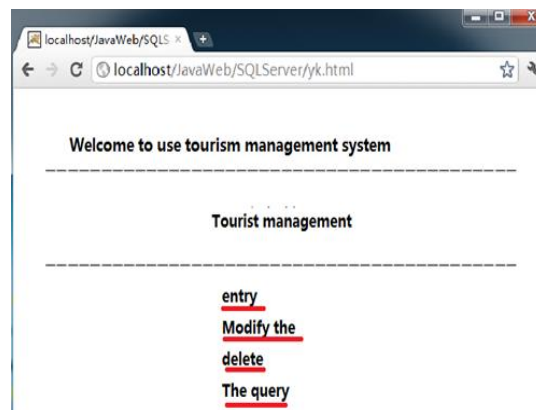 localhost/JavaWeb/SQLS
localhost/JavaWeb/SQLServer/yk.html
Welcome to use tourism management system
Tourist management
entry
Modify the
delete
The query